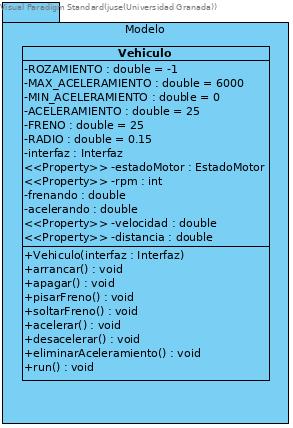 Visual Paradigm Standard(juse(Universidad Granada))
Modelo
Vehiculo
-ROZAMIENTO : double = -1
-MAX_ACELERAMIENTO : double = 6000
-MIN_ACELERAMIENTO : double = 0
-ACELERAMIENTO : double = 25
-FRENO : double = 25
-RADIO : double = 0.15
-interfaz : Interfaz
<<Property>> -estadoMotor : EstadoMotor
<<Property>> -rpm : int
-frenando : double
-acelerando : double
<<Property>> -velocidad : double
<<Property>> -distancia : double
+Vehiculo(interfaz : Interfaz)
+arrancar() : void
+apagar() : void
+pisarFreno() : void
+soltarFreno() : void
+acelerar() : void
+desacelerar() : void
+eliminarAceleramiento() : void
+run() : void